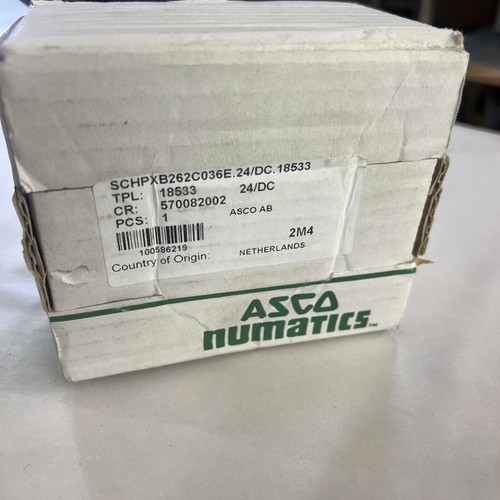 SCHPXB262C036E.24/DC.18533
TPL: 18533 24/DC
CR: 570082002
PCS: 1 ASCO AB
100586219 2M4
Country of Origin: NETHERLANDS
ASCO
numatics™